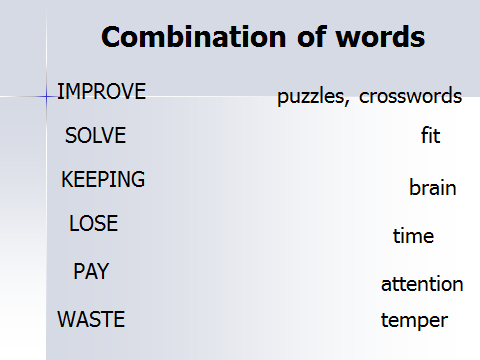 Combination of words
IMPROVE puzzles, crosswords
SOLVE fit
KEEPING brain
LOSE time
PAY attention
WASTE temper